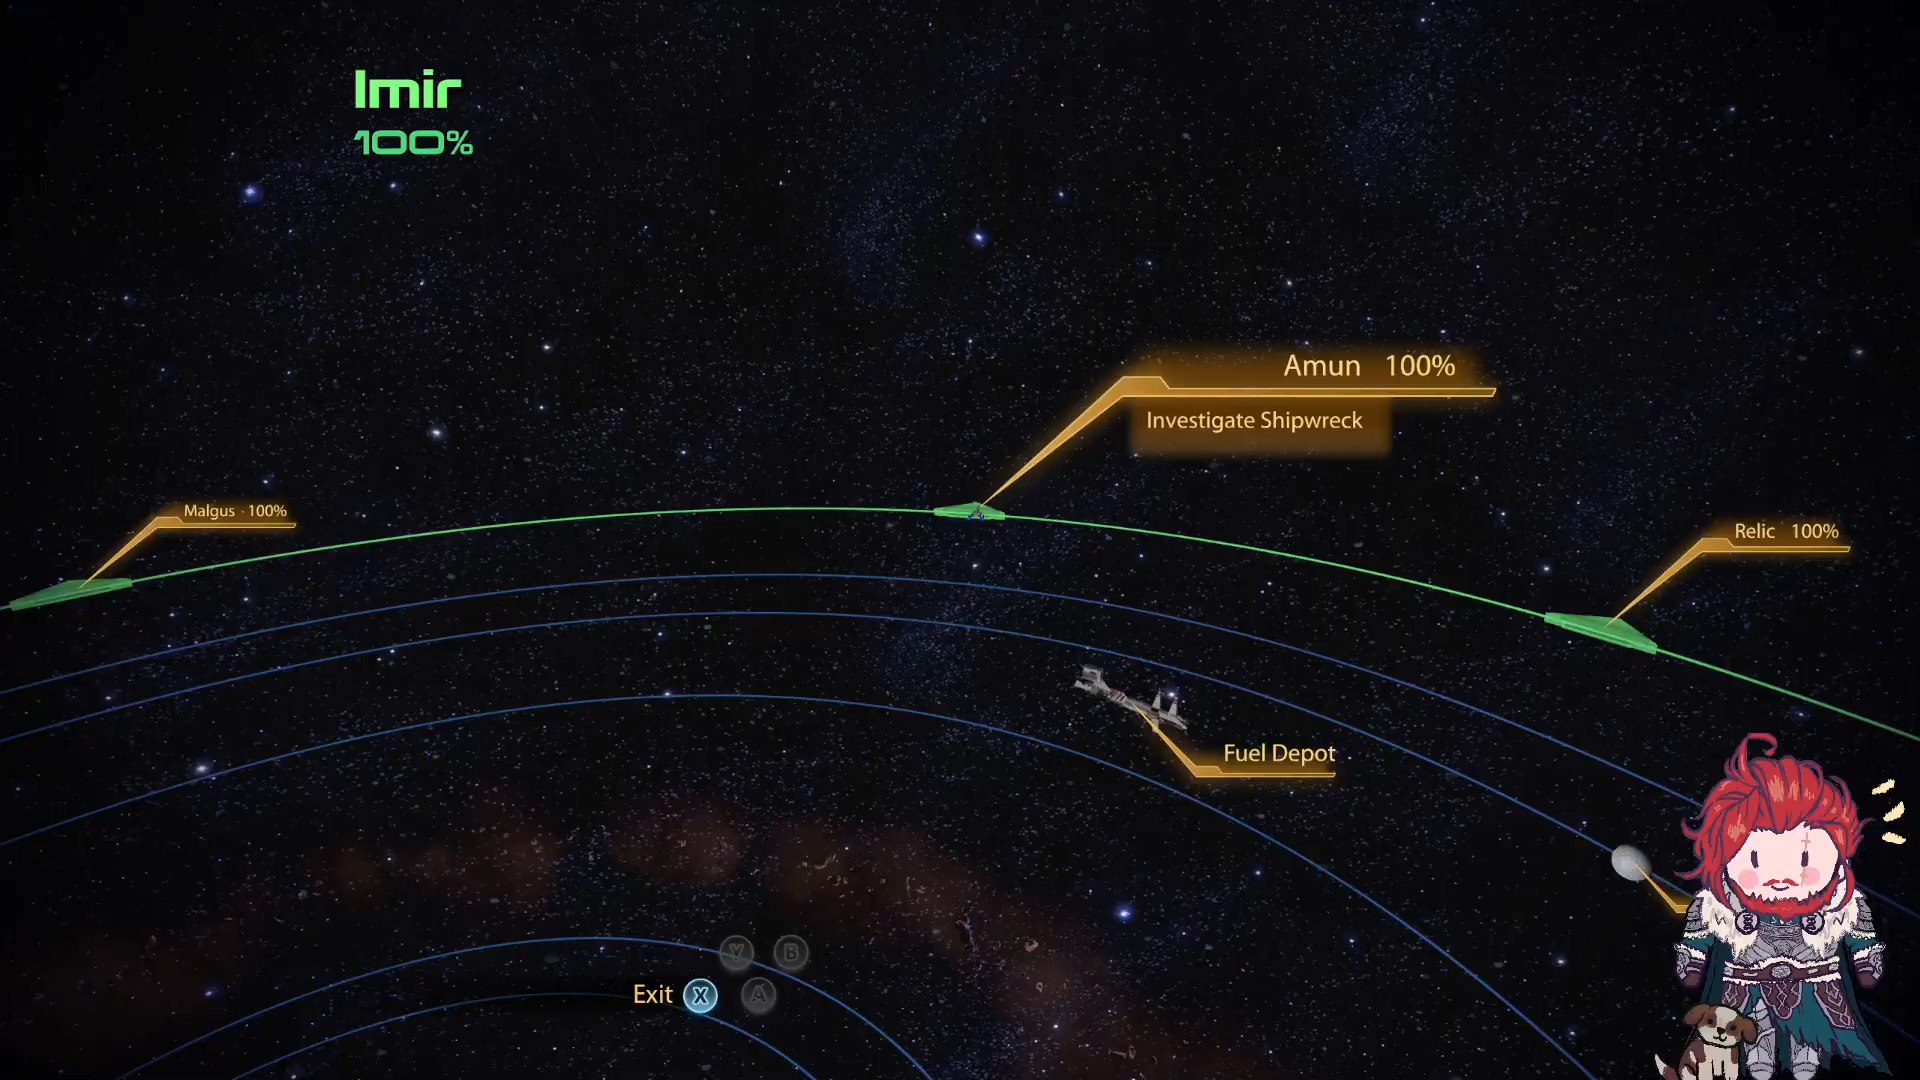 Imir
100%
Amun 100%
Investigate Shipwreck
Malgus · 100%
Relic 100%
Fuel Depot
Y B
Exit X A